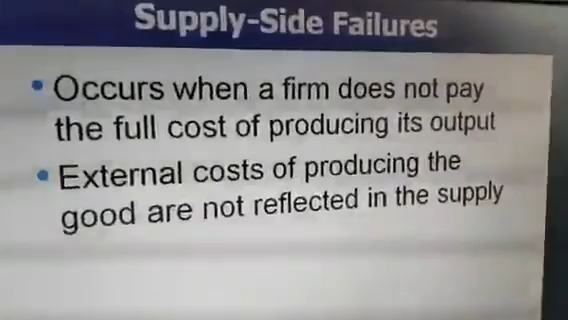 Supply-Side Failures
• Occurs when a firm does not pay
the full cost of producing its output
• External costs of producing the
good are not reflected in the supply